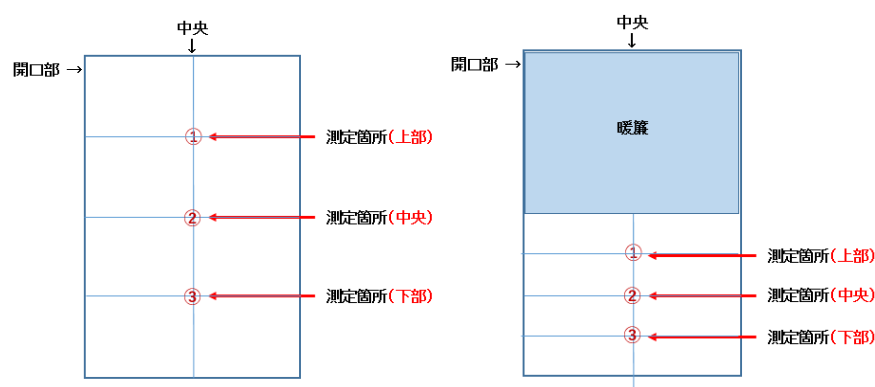 中央
↓
開口部 →
① 測定箇所(上部)
② 測定箇所(中央)
③ 測定箇所(下部)
中央
↓
開口部 →
暖簾
① 測定箇所(上部)
② 測定箇所(中央)
③ 測定箇所(下部)